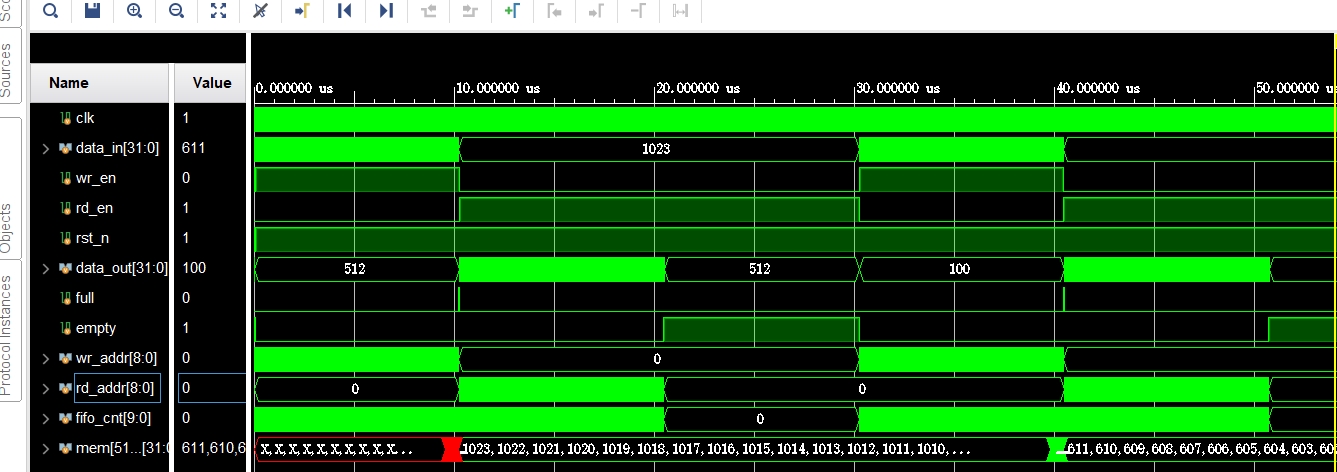 Name Value
0.000000 us 10.000000 us 20.000000 us 30.000000 us 40.000000 us 50.000000 u
clk 1
data_in[31:0] 611 1023
wr_en 0
rd_en 1
rst_n 1
data_out[31:0] 100 512 512 100
full 0
empty 1
wr_addr[8:0] 0 0
rd_addr[8:0] 0 0 0
fifo_cnt[9:0] 0 0
mem[51...[31:0 611,610,6 X,X,X,X,X,X,X,X... 1023,1022,1021,1020,1019,1018,1017,1016,1015,1014,1013,1012,1011,1010,... 611,610,609,608,607,606,605,604,603,60
Sources
Objects
Protocol Instances